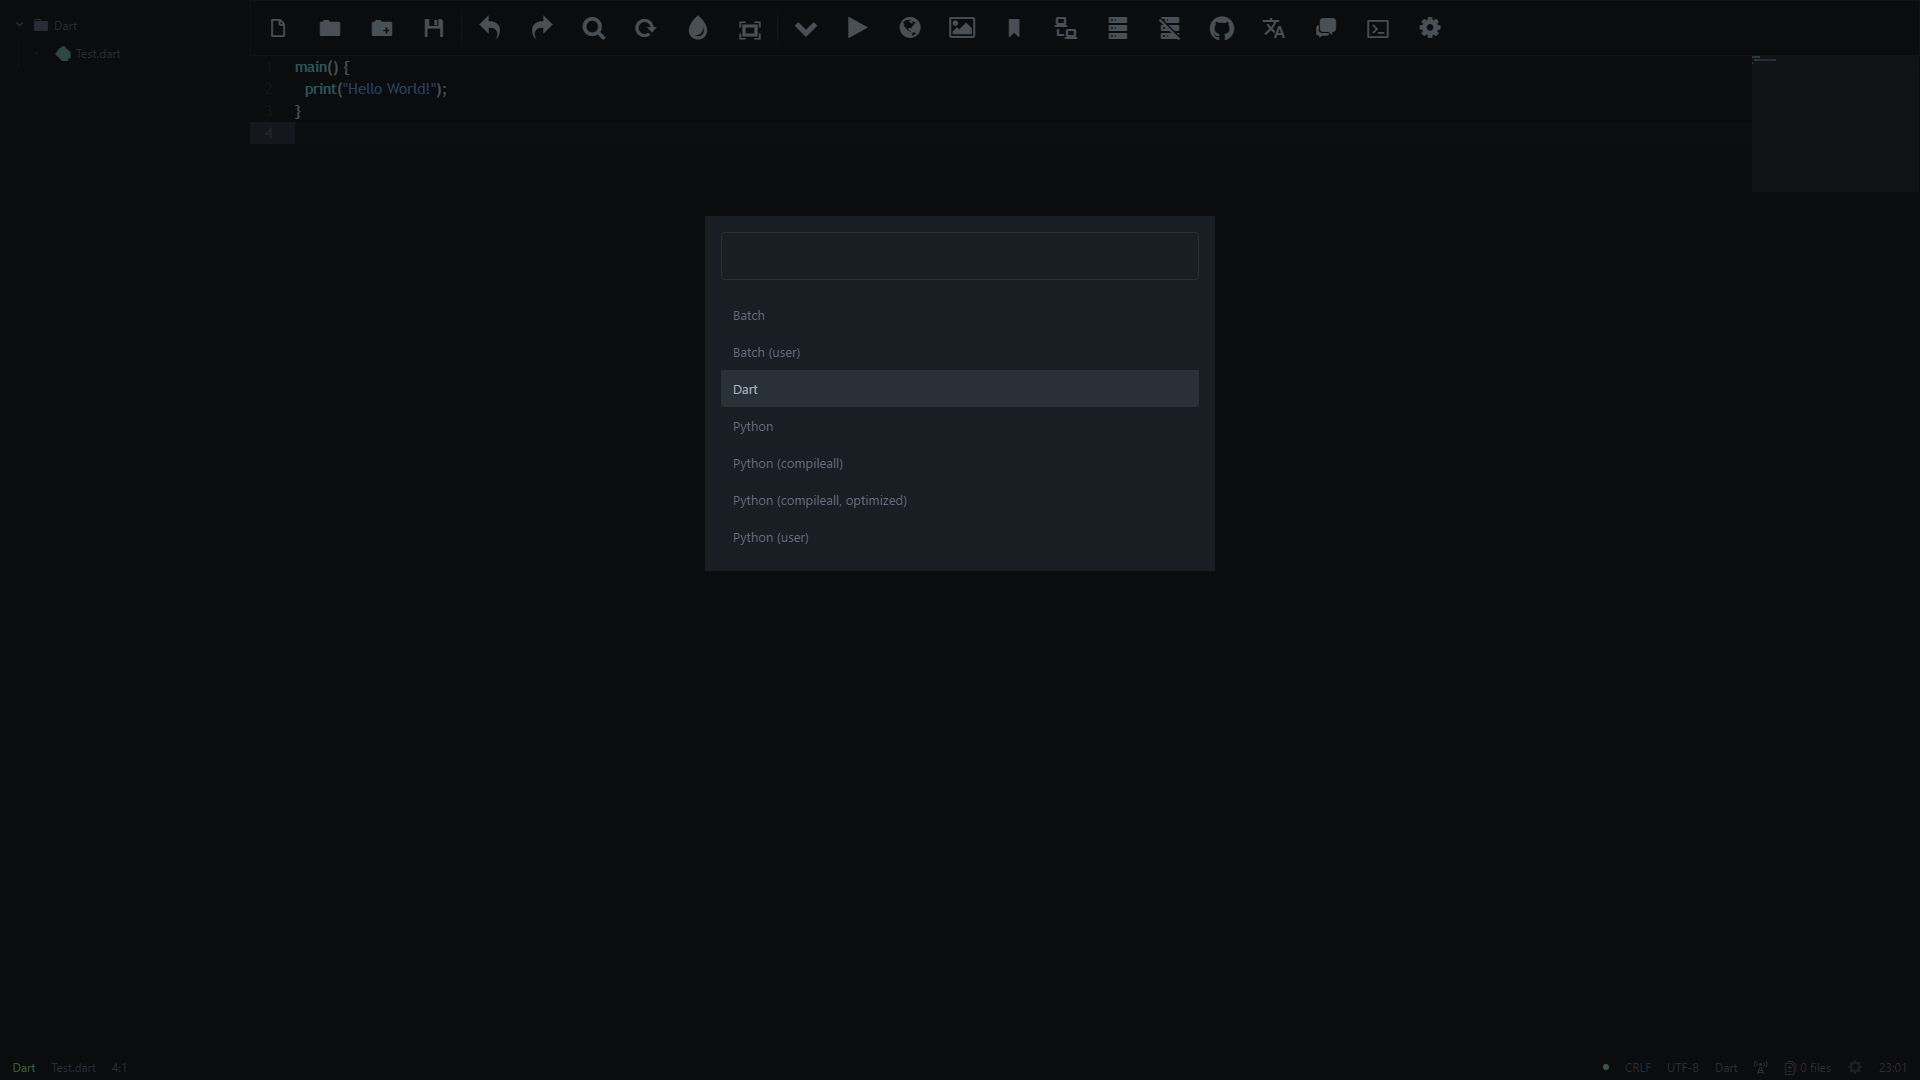 Dart
Test.dart
1 main() {
2 print("Hello World!");
3 }
4
Batch
Batch (user)
Dart
Python
Python (compileall)
Python (compileall, optimized)
Python (user)
Dart Test.dart 4:1
CRLF UTF-8 Dart 0 files 23:01